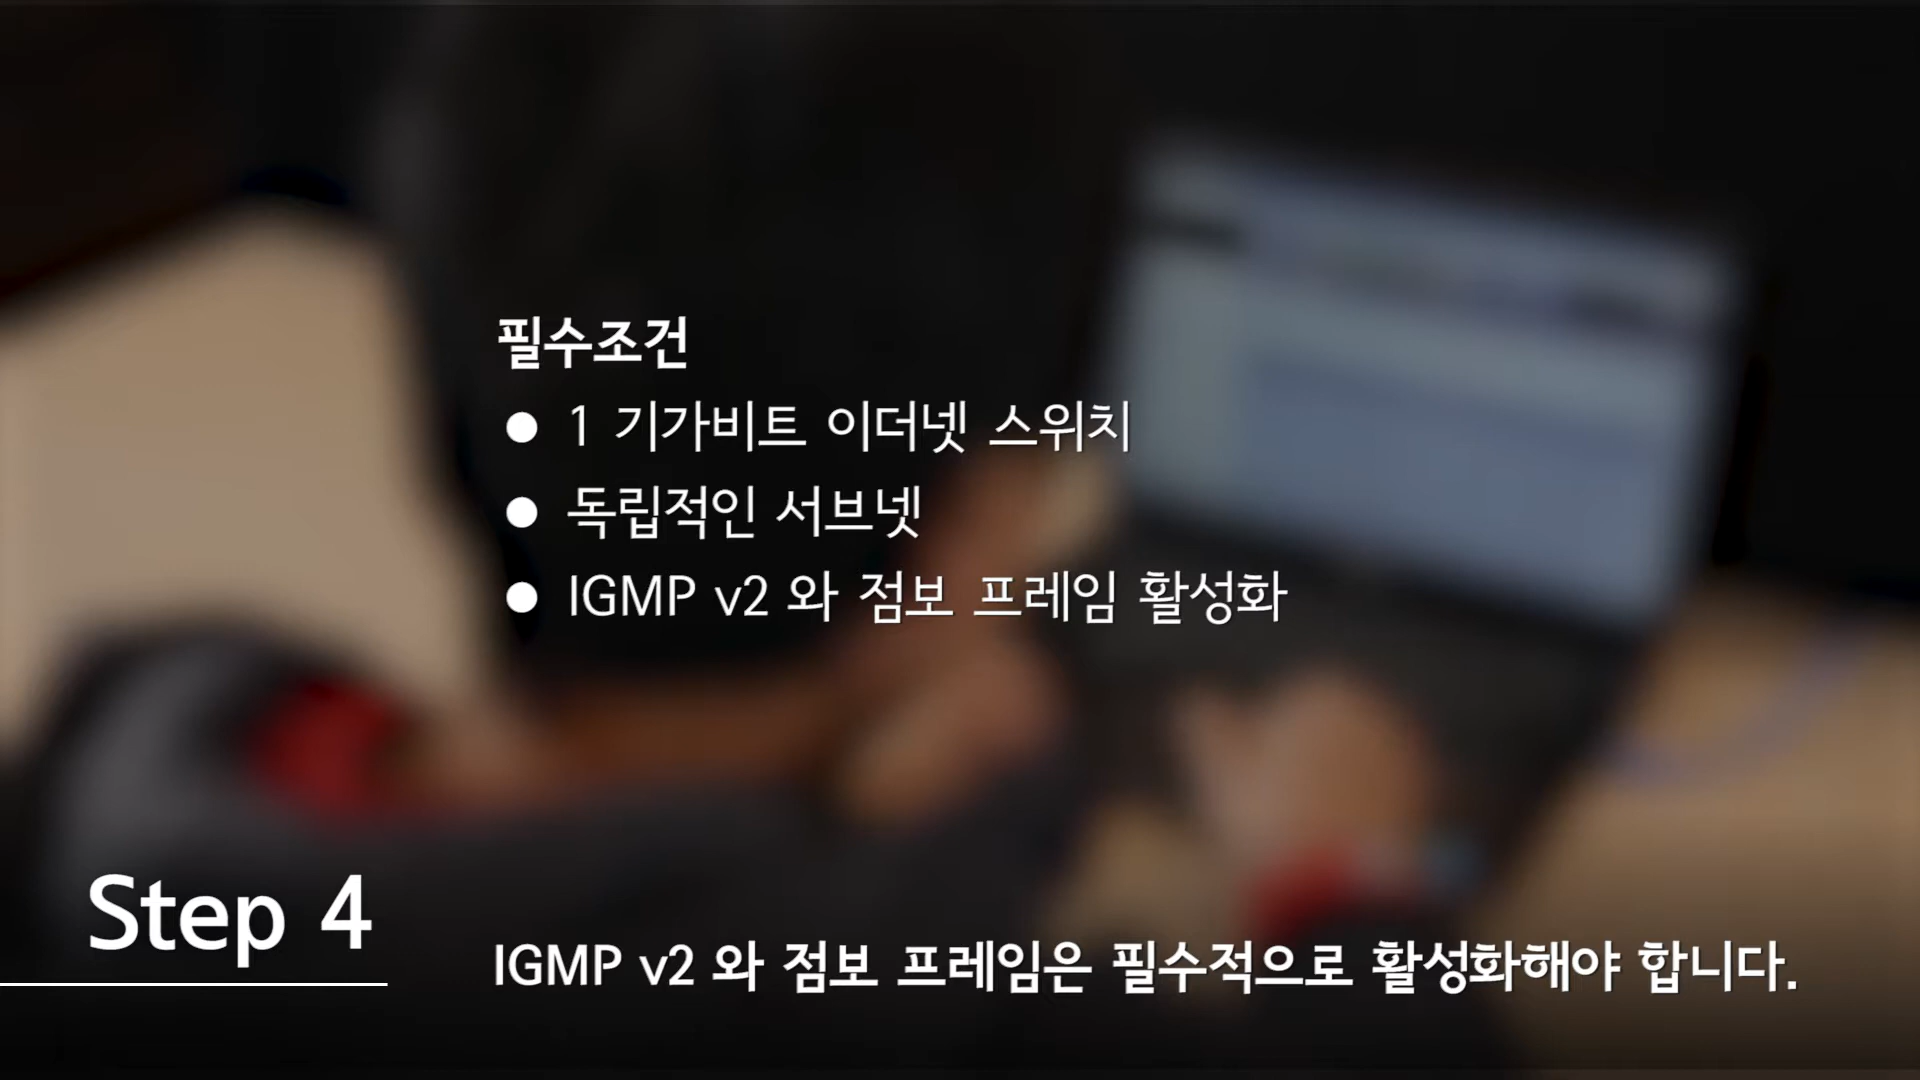 필수조건
● 1 기가비트 이더넷 스위치
● 독립적인 서브넷
● IGMP v2 와 점보 프레임 활성화
Step 4
IGMP v2 와 점보 프레임은 필수적으로 활성화해야 합니다.